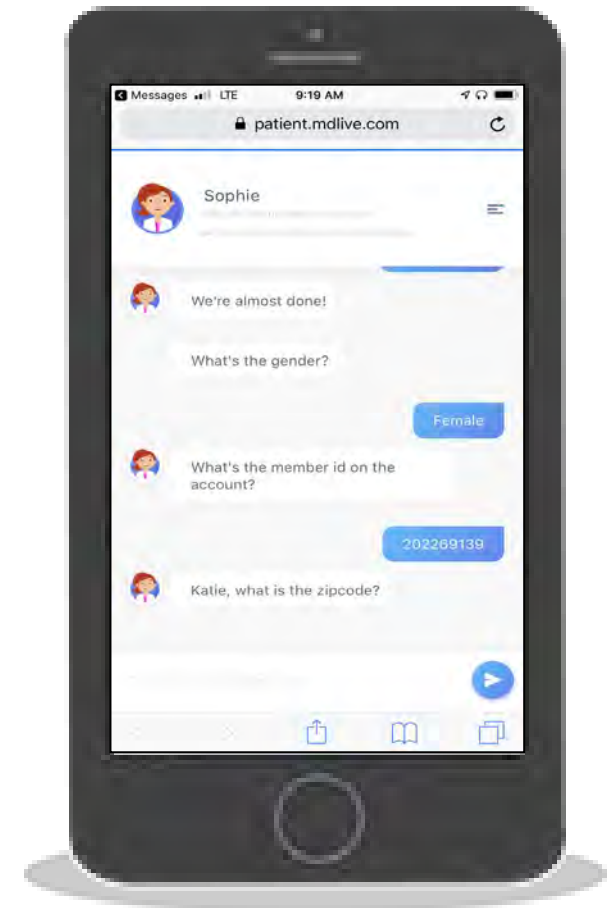 Messages LTE 9:19 AM
patient.mdlive.com
Sophie
We're almost done!
What's the gender?
Female
What's the member id on the
account?
202269139
Katie, what is the zipcode?